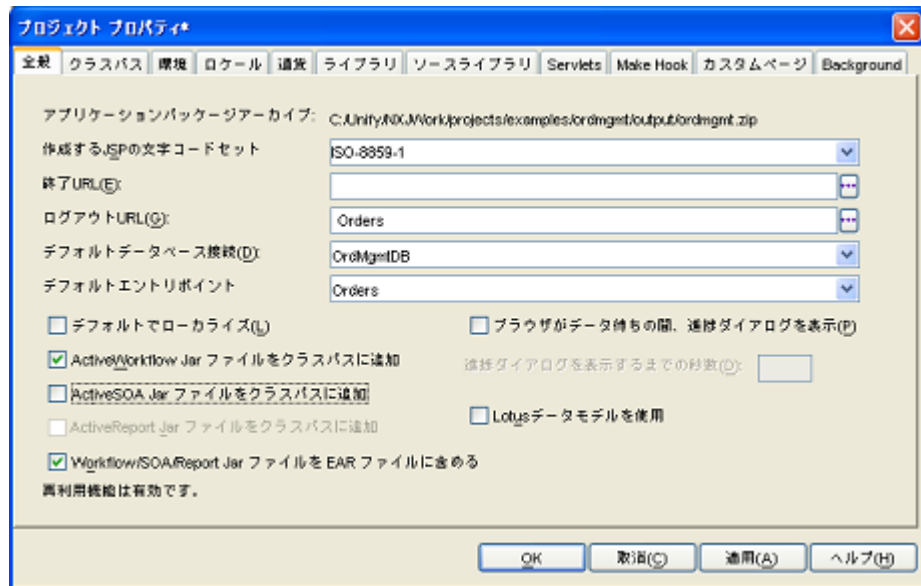 プロジェクト プロパティ*
全般 クラスパス 環境 ロケール 通貨 ライブラリ ソースライブラリ Servlets Make Hook カスタムページ Background
アプリケーションパッケージアーカイブ: C:/Unify/NXJ/Work/projects/examples/ordmgmt/output/ordmgmt.zip
作成するJSPの文字コードセット ISO-8859-1
終了URL(E):
ログアウトURL(G): Orders
デフォルトデータベース接続(D): OrdMgmtDB
デフォルトエントリポイント Orders
デフォルトでローカライズ(L) ブラウザがデータ待ちの間、進捗ダイアログを表示(P)
ActiveWorkflow Jar ファイルをクラスパスに追加 進捗ダイアログを表示するまでの秒数(D):
ActiveSOA Jar ファイルをクラスパスに追加
Lotusデータモデルを使用
ActiveReport Jar ファイルをクラスパスに追加
Workflow/SOA/Report Jar ファイルを EAR ファイルに含める
再利用機能は有効です。
OK 取消(C) 適用(A) ヘルプ(H)